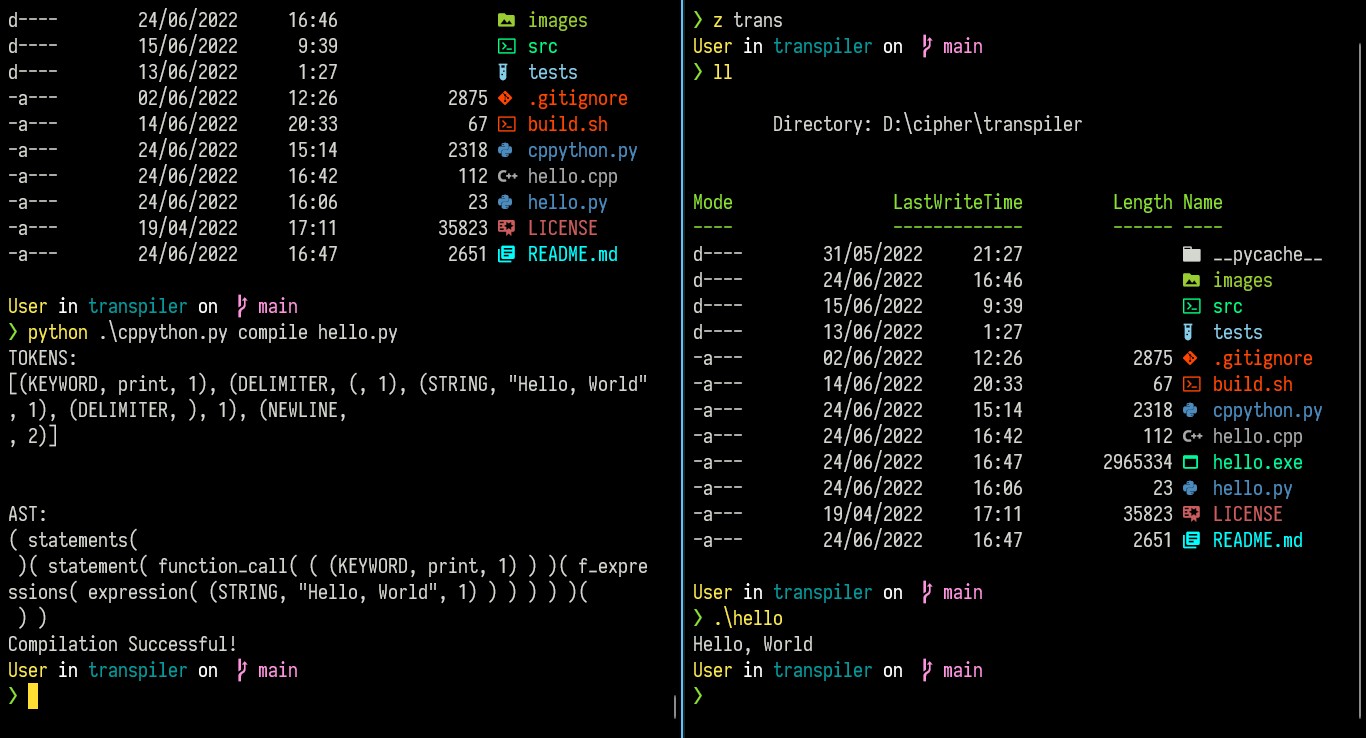 d---- 24/06/2022 16:46 images
d---- 15/06/2022 9:39 src
d---- 13/06/2022 1:27 tests
-a--- 02/06/2022 12:26 2875 .gitignore
-a--- 14/06/2022 20:33 67 build.sh
-a--- 24/06/2022 15:14 2318 cppython.py
-a--- 24/06/2022 16:42 112 C++ hello.cpp
-a--- 24/06/2022 16:06 23 hello.py
-a--- 19/04/2022 17:11 35823 LICENSE
-a--- 24/06/2022 16:47 2651 README.md
User in transpiler on main
❯ python .\cppython.py compile hello.py
TOKENS:
[(KEYWORD, print, 1), (DELIMITER, (, 1), (STRING, "Hello, World"
, 1), (DELIMITER, ), 1), (NEWLINE,
, 2)]
AST:
( statements(
)( statement( function_call( ( (KEYWORD, print, 1) ) )( f_expre
ssions( expression( (STRING, "Hello, World", 1) ) ) ) ) )(
) )
Compilation Successful!
User in transpiler on main
❯
❯ z trans
User in transpiler on main
❯ ll
Directory: D:\cipher\transpiler
Mode LastWriteTime Length Name
---- ------------- ------ ----
d---- 31/05/2022 21:27 __pycache__
d---- 24/06/2022 16:46 images
d---- 15/06/2022 9:39 src
d---- 13/06/2022 1:27 tests
-a--- 02/06/2022 12:26 2875 .gitignore
-a--- 14/06/2022 20:33 67 build.sh
-a--- 24/06/2022 15:14 2318 cppython.py
-a--- 24/06/2022 16:42 112 C++ hello.cpp
-a--- 24/06/2022 16:47 2965334 hello.exe
-a--- 24/06/2022 16:06 23 hello.py
-a--- 19/04/2022 17:11 35823 LICENSE
-a--- 24/06/2022 16:47 2651 README.md
User in transpiler on main
❯ .\hello
Hello, World
User in transpiler on main
❯